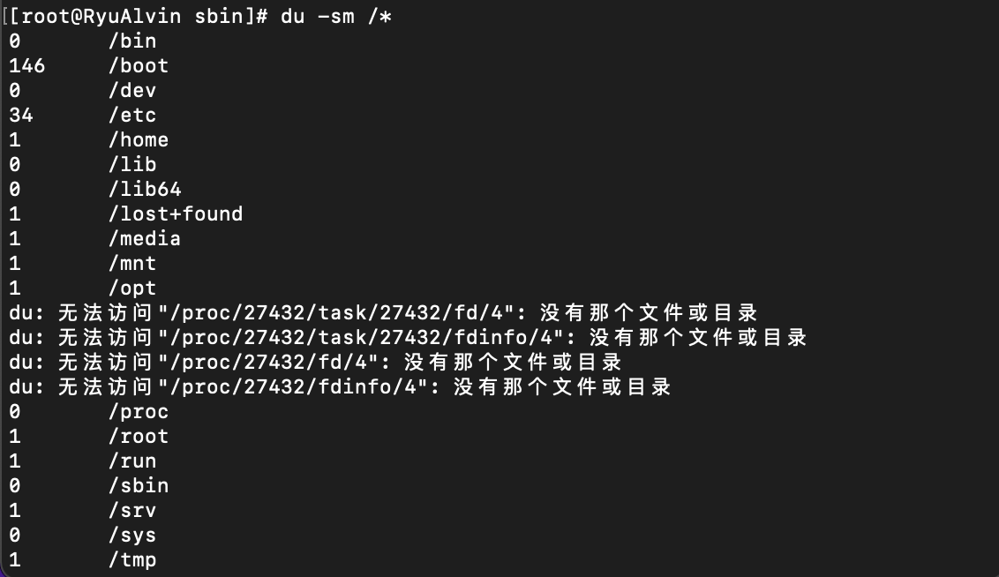 [[root@RyuAlvin sbin]# du -sm /*
0       /bin
146     /boot
0       /dev
34      /etc
1       /home
0       /lib
0       /lib64
1       /lost+found
1       /media
1       /mnt
1       /opt
du: 无法访问"/proc/27432/task/27432/fd/4": 没有那个文件或目录
du: 无法访问"/proc/27432/task/27432/fdinfo/4": 没有那个文件或目录
du: 无法访问"/proc/27432/fd/4": 没有那个文件或目录
du: 无法访问"/proc/27432/fdinfo/4": 没有那个文件或目录
0       /proc
1       /root
1       /run
0       /sbin
1       /srv
0       /sys
1       /tmp